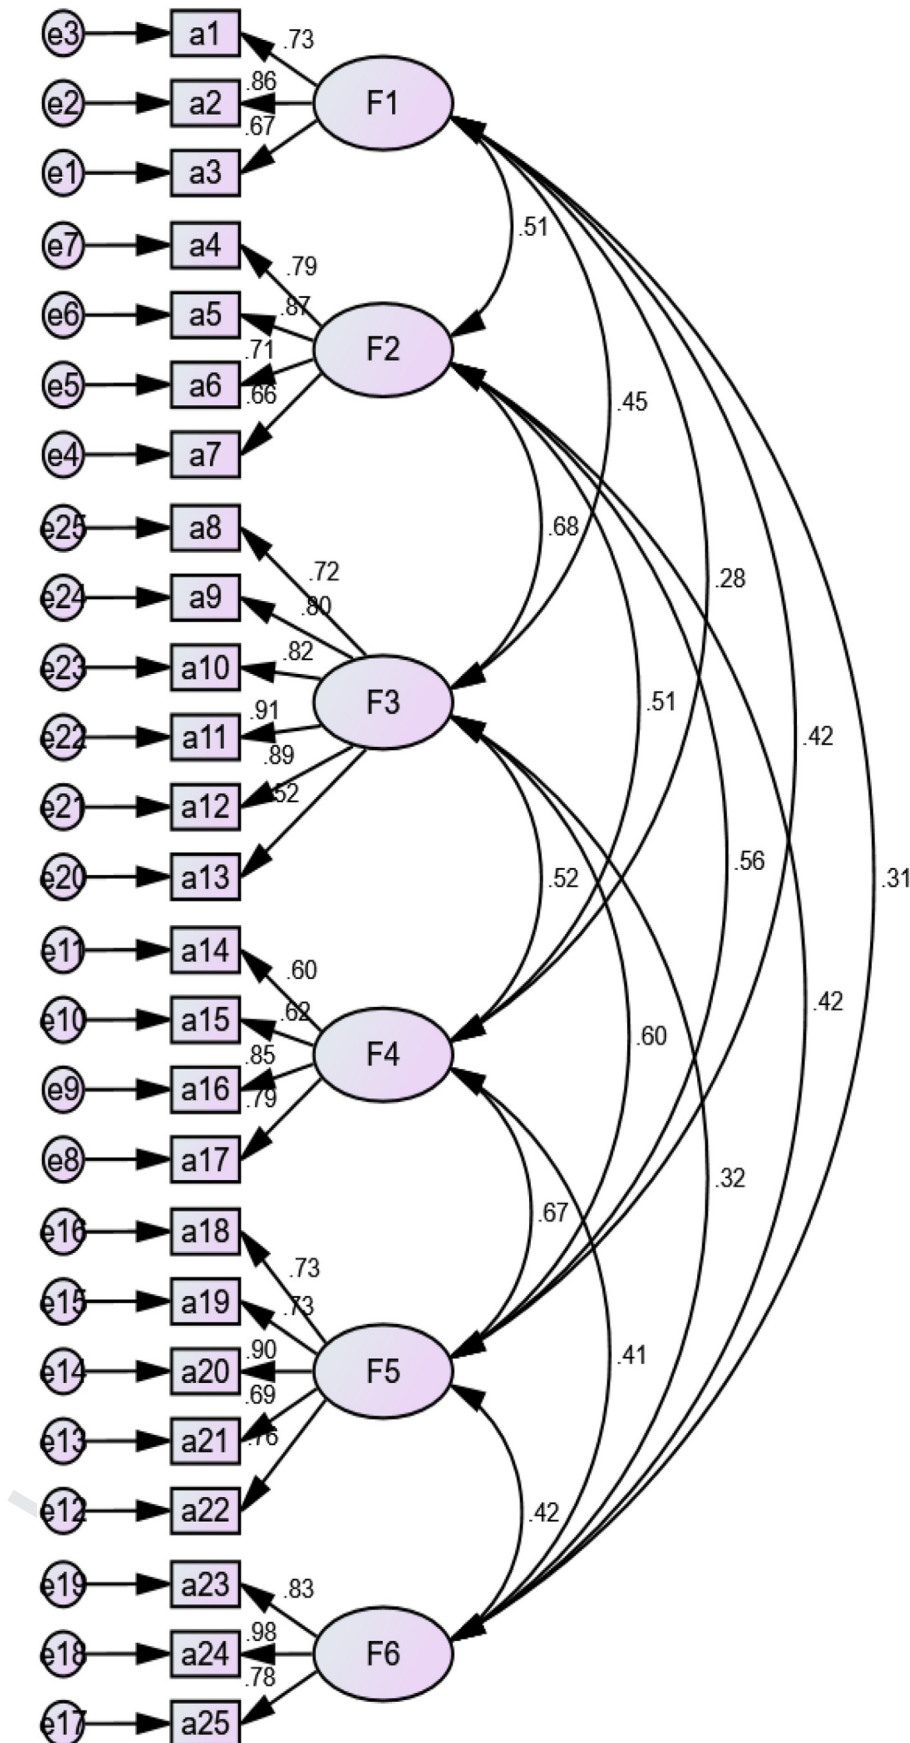 e3 a1 .73
.86
e2 a2 F1
.67
e1 a3
.51
e7 a4 .79
.87
e6 a5
.71 F2
e5 a6 .66
.45
e4 a7
e25 a8 .68
.72 .28
e24 a9 .80
e23 a10 .82
F3 .51
e22 a11 .91
.89 .42
e21 a12 .52
.56
e20 a13 .52 .31
e11 a14 .60
.62 .42
e10 a15
.60
.85 F4
e9 a16 .79
e8 a17
.32
.67
e16 a18
.73
e15 a19 .73
.90 .41
e14 a20 F5
.69
e13 a21 .76
e12 a22 .42
e19 a23 .83
.98
e18 a24 F6
.78
e17 a25